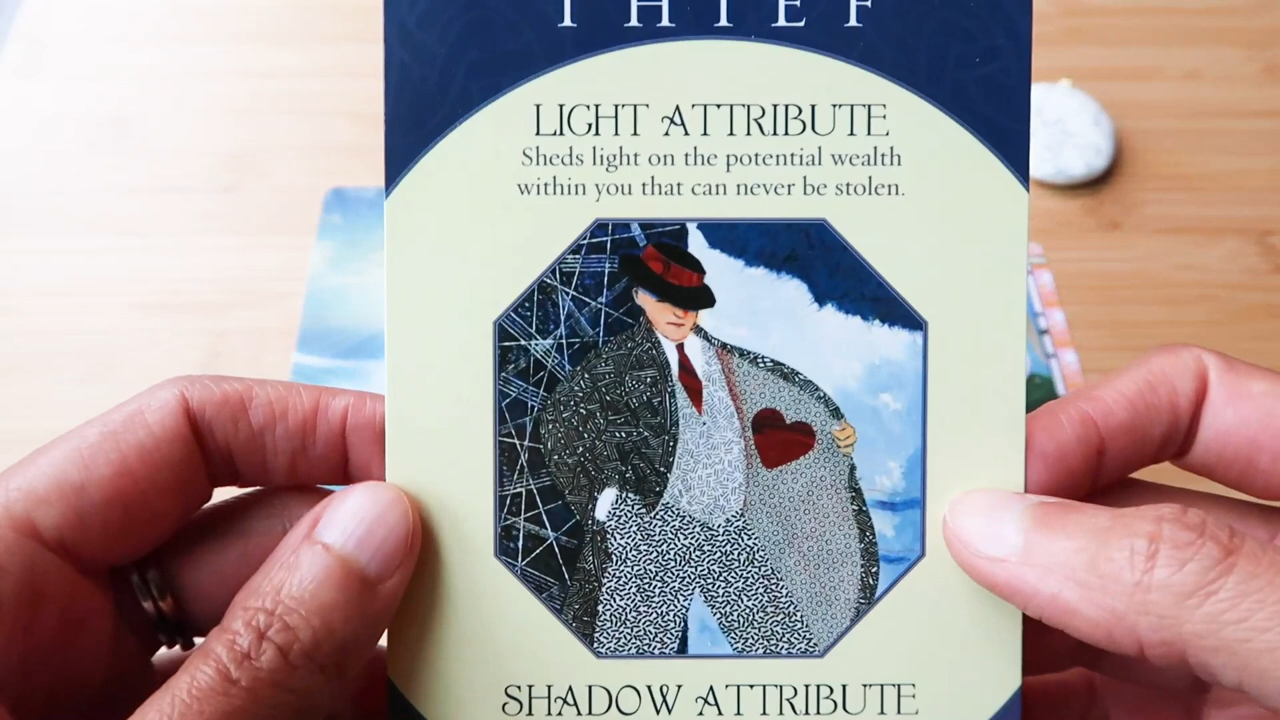 THIEF
LIGHT ATTRIBUTE
Sheds light on the potential wealth
within you that can never be stolen.
SHADOW ATTRIBUTE